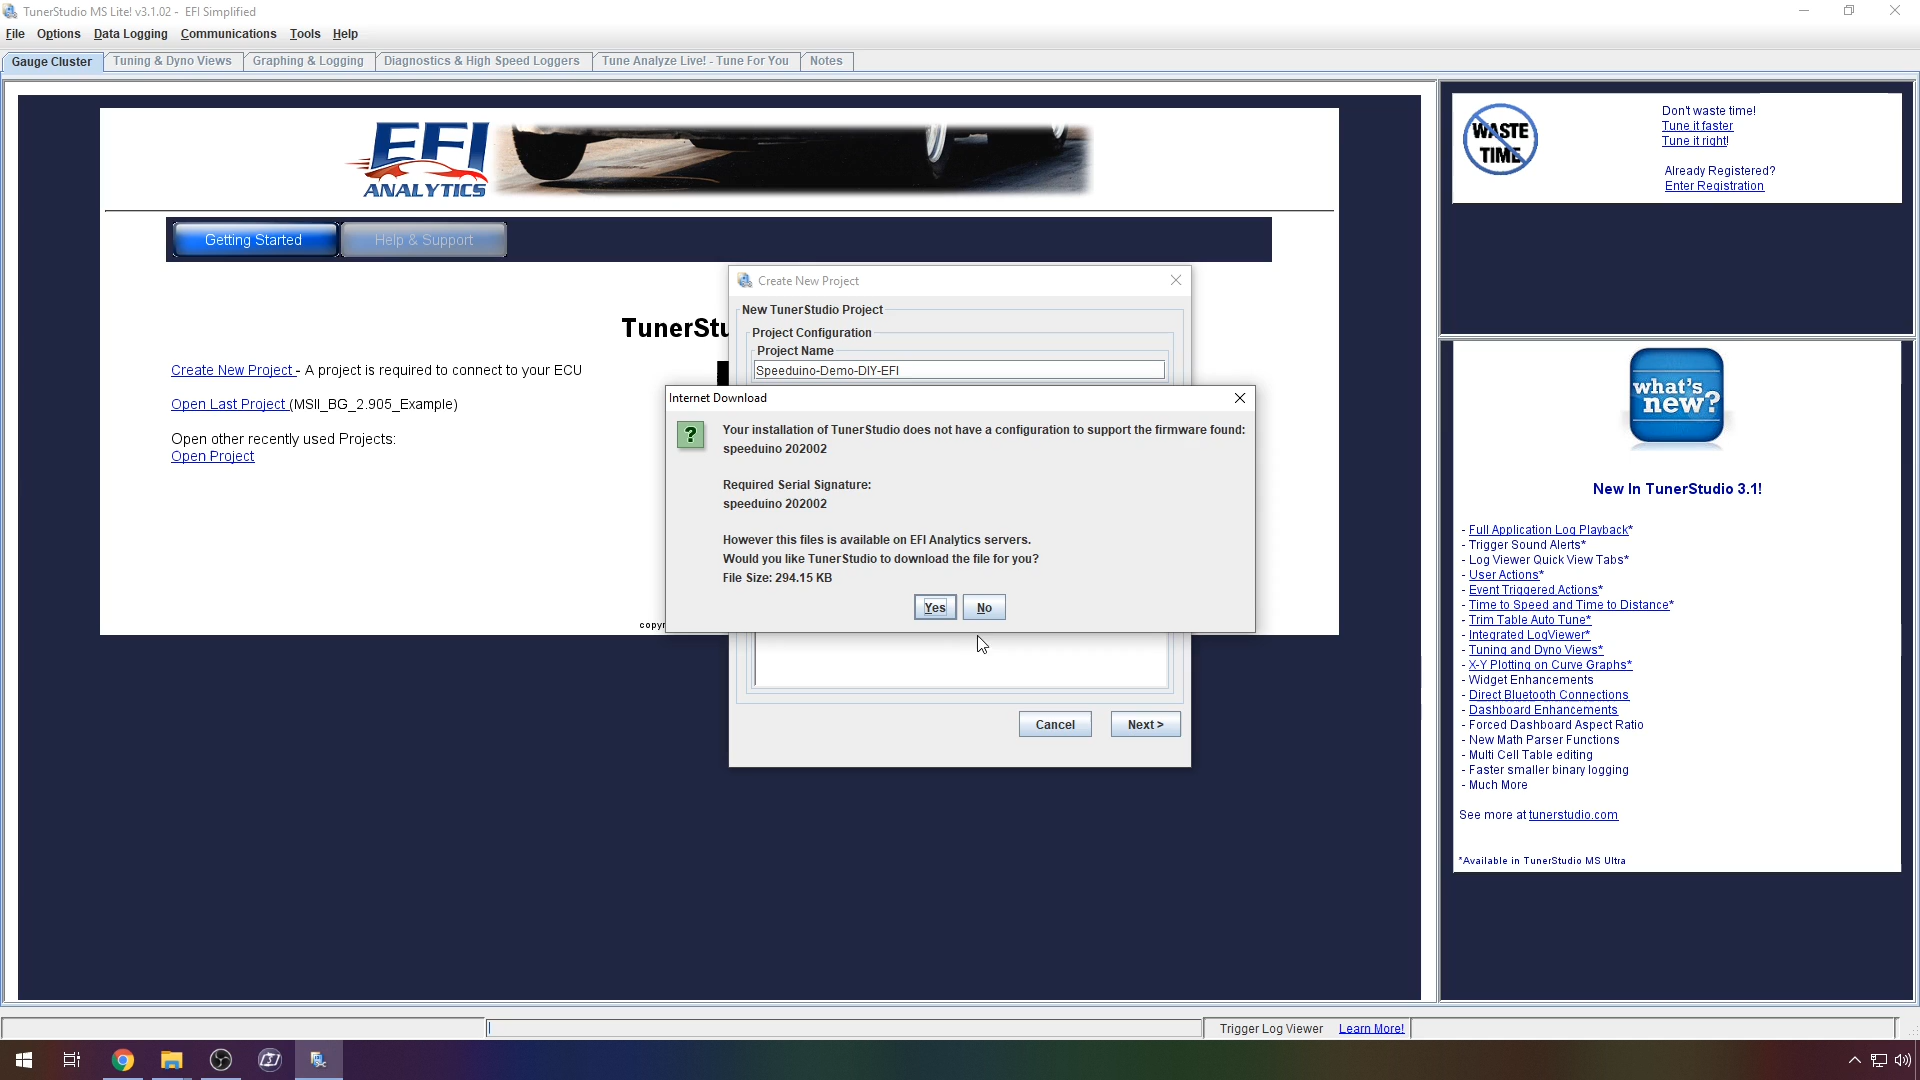 TunerStudio MS Lite! v3.1.02 -  EFI Simplified
File Options Data Logging Communications Tools Help
Gauge Cluster Tuning & Dyno Views Graphing & Logging Diagnostics & High Speed Loggers Tune Analyze Live! - Tune For You Notes
EFI
ANALYTICS
Getting Started Help & Support
TunerStu
Create New Project - A project is required to connect to your ECU
Open Last Project (MSII_BG_2.905_Example)
Open other recently used Projects:
Open Project
copyr
Create New Project
New TunerStudio Project
Project Configuration
Project Name
Speeduino-Demo-DIY-EFI
Internet Download
?
Your installation of TunerStudio does not have a configuration to support the firmware found:
speeduino 202002
Required Serial Signature:
speeduino 202002
However this files is available on EFI Analytics servers.
Would you like TunerStudio to download the file for you?
File Size: 294.15 KB
Yes No
Cancel Next >
WASTE
TIME
Don't waste time!
Tune it faster
Tune it right!
Already Registered?
Enter Registration
what's
new?
New In TunerStudio 3.1!
- Full Application Log Playback*
- Trigger Sound Alerts*
- Log Viewer Quick View Tabs*
- User Actions*
- Event Triggered Actions*
- Time to Speed and Time to Distance*
- Trim Table Auto Tune*
- Integrated LogViewer*
- Tuning and Dyno Views*
- X-Y Plotting on Curve Graphs*
- Widget Enhancements
- Direct Bluetooth Connections
- Dashboard Enhancements
- Forced Dashboard Aspect Ratio
- New Math Parser Functions
- Multi Cell Table editing
- Faster smaller binary logging
- Much More
See more at tunerstudio.com
*Available in TunerStudio MS Ultra
Trigger Log Viewer Learn More!